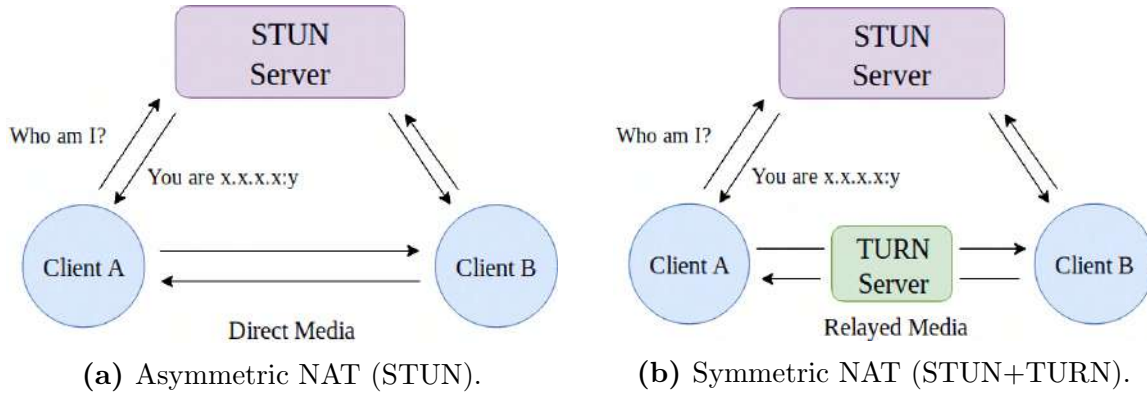 STUN
Server
Who am I?
You are x.x.x.x:y
Client A
Client B
Direct Media
(a) Asymmetric NAT (STUN).
STUN
Server
Who am I?
You are x.x.x.x:y
Client A
TURN
Server
Client B
Relayed Media
(b) Symmetric NAT (STUN+TURN).